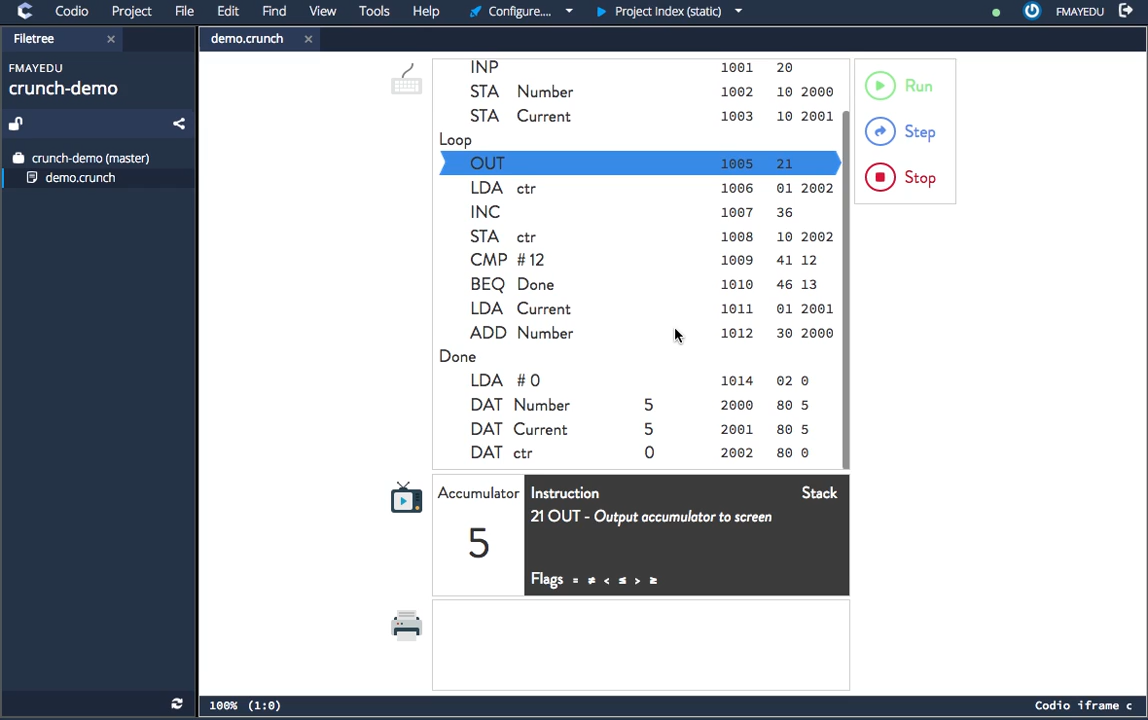 Codio Project File Edit Find View Tools Help Configure.... Project Index (static) FMAYEDU
Filetree
demo.crunch
FMAYEDU
crunch-demo
crunch-demo (master)
demo.crunch
INP 1001 20
STA Number 1002 10 2000
STA Current 1003 10 2001
Loop
OUT 1005 21
LDA ctr 1006 01 2002
INC 1007 36
STA ctr 1008 10 2002
CMP # 12 1009 41 12
BEQ Done 1010 46 13
LDA Current 1011 01 2001
ADD Number 1012 30 2000
Done
LDA # 0 1014 02 0
DAT Number 5 2000 80 5
DAT Current 5 2001 80 5
DAT ctr 0 2002 80 0
Run
Step
Stop
Accumulator
5
Instruction Stack
21 OUT - Output accumulator to screen
Flags = ≠ < ≤ > ≥
100% (1:0) Codio iframe c